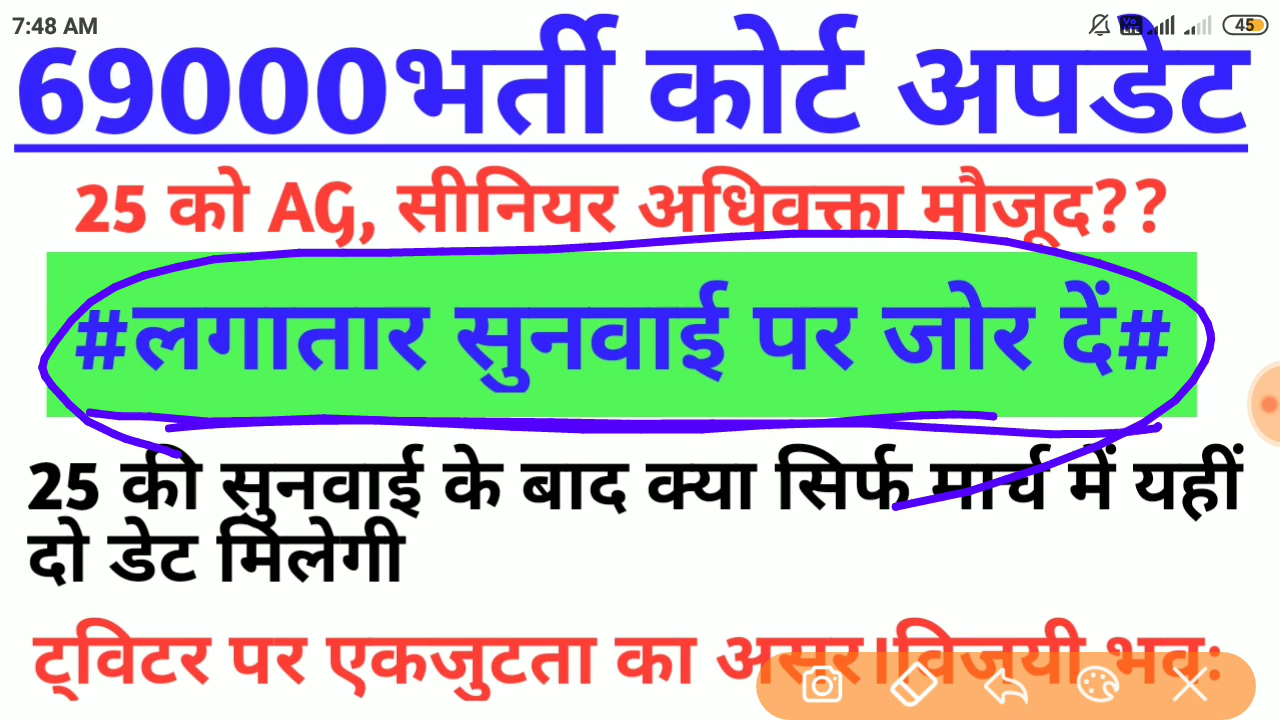 7:48 AM
45
69000भर्ती कोर्ट अपडेट
25 को AG, सीनियर अधिवक्ता मौजूद??
#लगातार सुनवाई पर जोर दें#
25 की सुनवाई के बाद क्या सिर्फ मार्च में यहीं
दो डेट मिलेगी
ट्विटर पर एकजुटता का असर।विजयी भव: